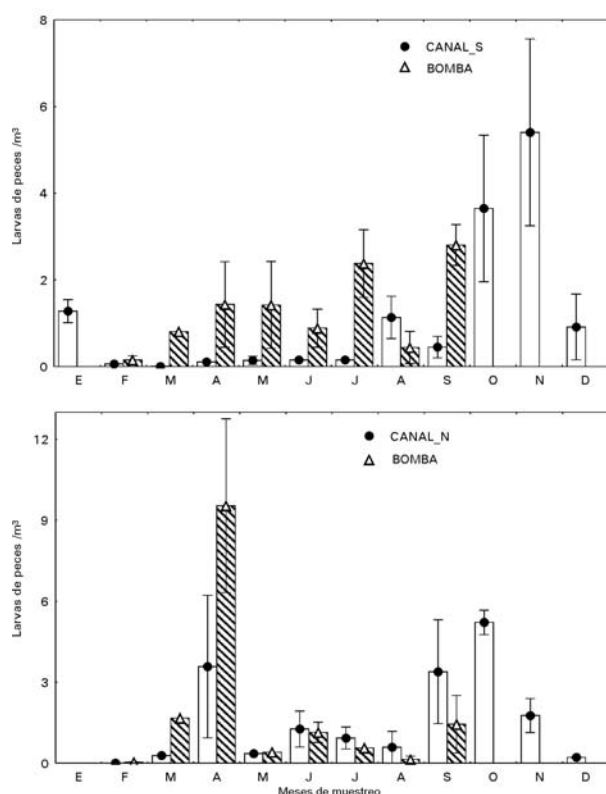 8
CANAL_S
BOMBA
6
4
2
0
Larvas de peces /m³
E F M A M J J A S O N D
12
CANAL_N
BOMBA
9
6
3
0
Larvas de peces /m³
E F M A M J J A S O N D
Meses de muestreo